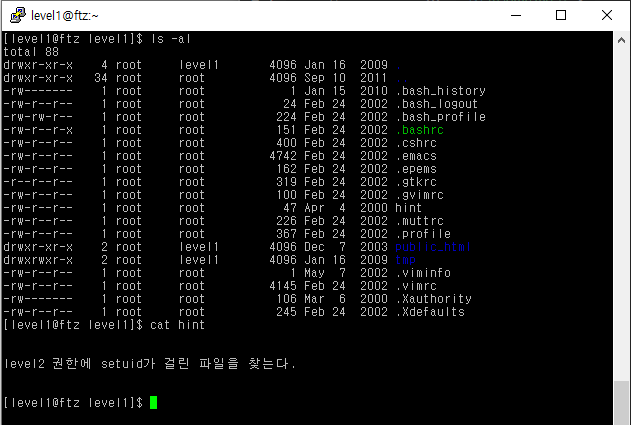 level1@ftz:~
[level1@ftz level1]$ ls -al
total 88
drwxr-xr-x    4 root     level1       4096 Jan 16  2009 .
drwxr-xr-x   34 root     root         4096 Sep 10  2011 ..
-rw-------    1 root     root            1 Jan 15  2010 .bash_history
-rw-r--r--    1 root     root           24 Feb 24  2002 .bash_logout
-rw-r--r--    1 root     root          224 Feb 24  2002 .bash_profile
-rw-r--r-x    1 root     root          151 Feb 24  2002 .bashrc
-rw-r--r--    1 root     root          400 Feb 24  2002 .cshrc
-rw-r--r--    1 root     root         4742 Feb 24  2002 .emacs
-rw-r--r--    1 root     root          162 Feb 24  2002 .epems
-rw-r--r--    1 root     root          319 Feb 24  2002 .gtkrc
-rw-r--r--    1 root     root          100 Feb 24  2002 .gvimrc
-rw-r--r--    1 root     root           47 Apr  4  2000 hint
-rw-r--r--    1 root     root          226 Feb 24  2002 .muttrc
-rw-r--r--    1 root     root          367 Feb 24  2002 .profile
drwxr-xr-x    2 root     level1       4096 Dec  7  2003 public_html
drwxrwxr-x    2 root     level1       4096 Jan 16  2009 tmp
-rw-r--r--    1 root     root            1 May  7  2002 .viminfo
-rw-r--r--    1 root     root         4145 Feb 24  2002 .vimrc
-rw-------    1 root     root          106 Mar  6  2000 .Xauthority
-rw-r--r--    1 root     root          245 Feb 24  2002 .Xdefaults
[level1@ftz level1]$ cat hint
level2 권한에 setuid가 걸린 파일을 찾는다.
[level1@ftz level1]$